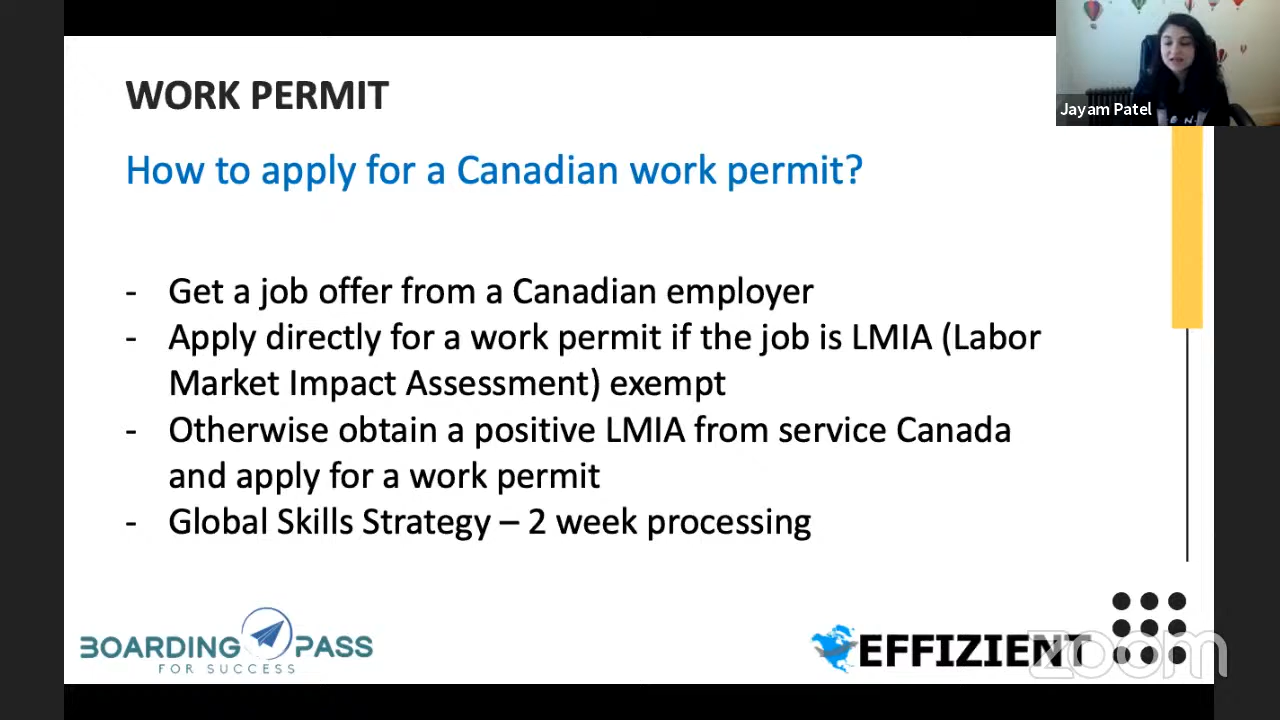 WORK PERMIT
Jayam Patel
How to apply for a Canadian work permit?
- Get a job offer from a Canadian employer
- Apply directly for a work permit if the job is LMIA (Labor
Market Impact Assessment) exempt
- Otherwise obtain a positive LMIA from service Canada
and apply for a work permit
- Global Skills Strategy – 2 week processing
BOARDING PASS
FOR SUCCESS
EFFIZIENT
zoom